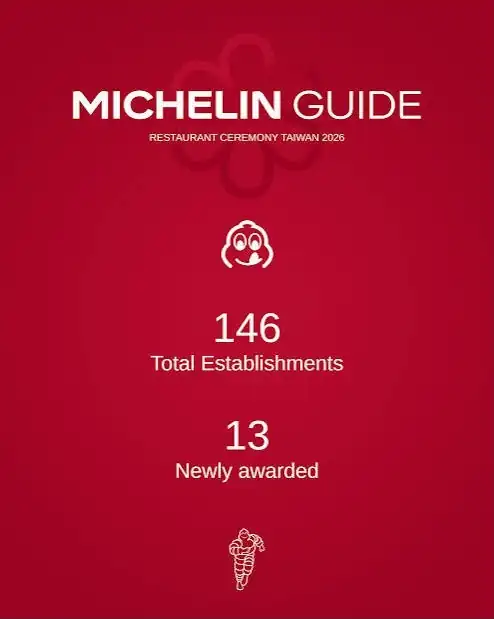 MICHELIN GUIDE
RESTAURANT CEREMONY TAIWAN 2026
146
Total Establishments
13
Newly awarded